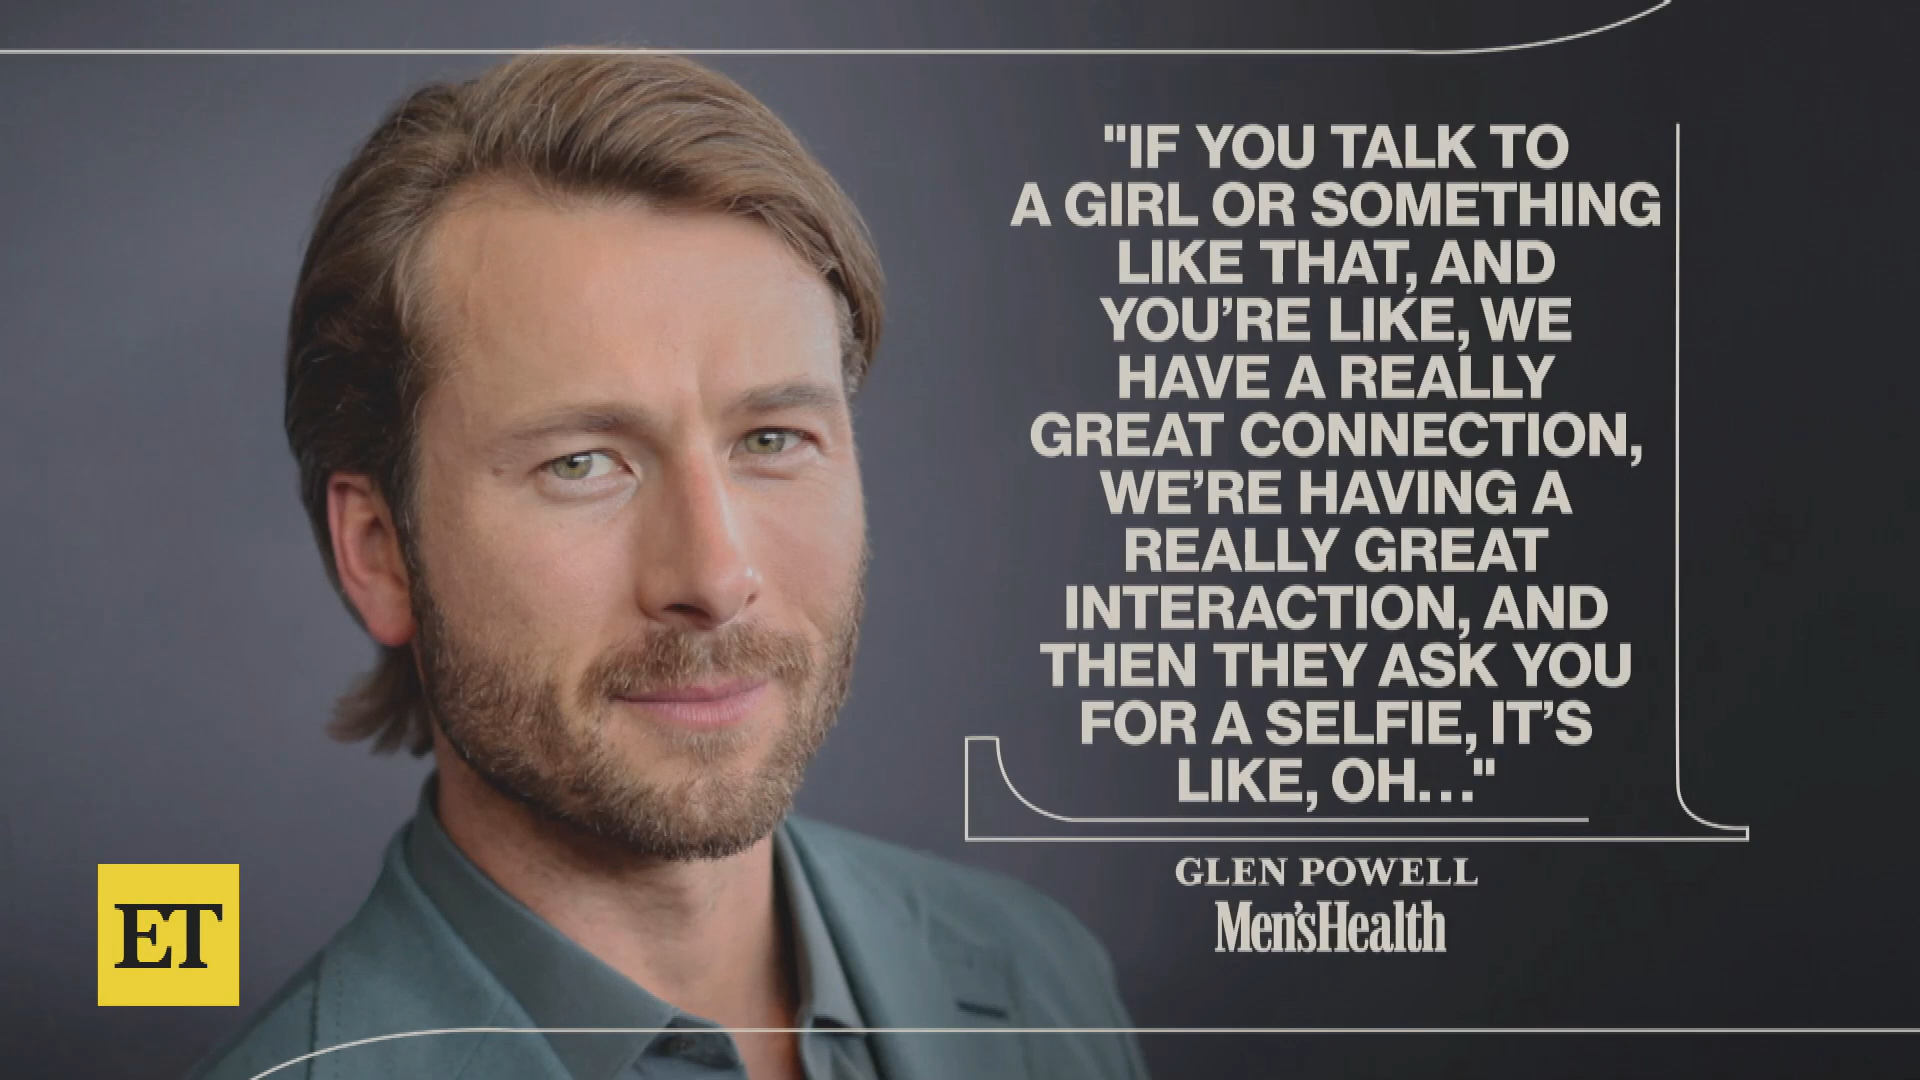 "IF YOU TALK TO
A GIRL OR SOMETHING
LIKE THAT, AND
YOU’RE LIKE, WE
HAVE A REALLY
GREAT CONNECTION,
WE’RE HAVING A
REALLY GREAT
INTERACTION, AND
THEN THEY ASK YOU
FOR A SELFIE, IT’S
LIKE, OH..."
GLEN POWELL
Men'sHealth
ET